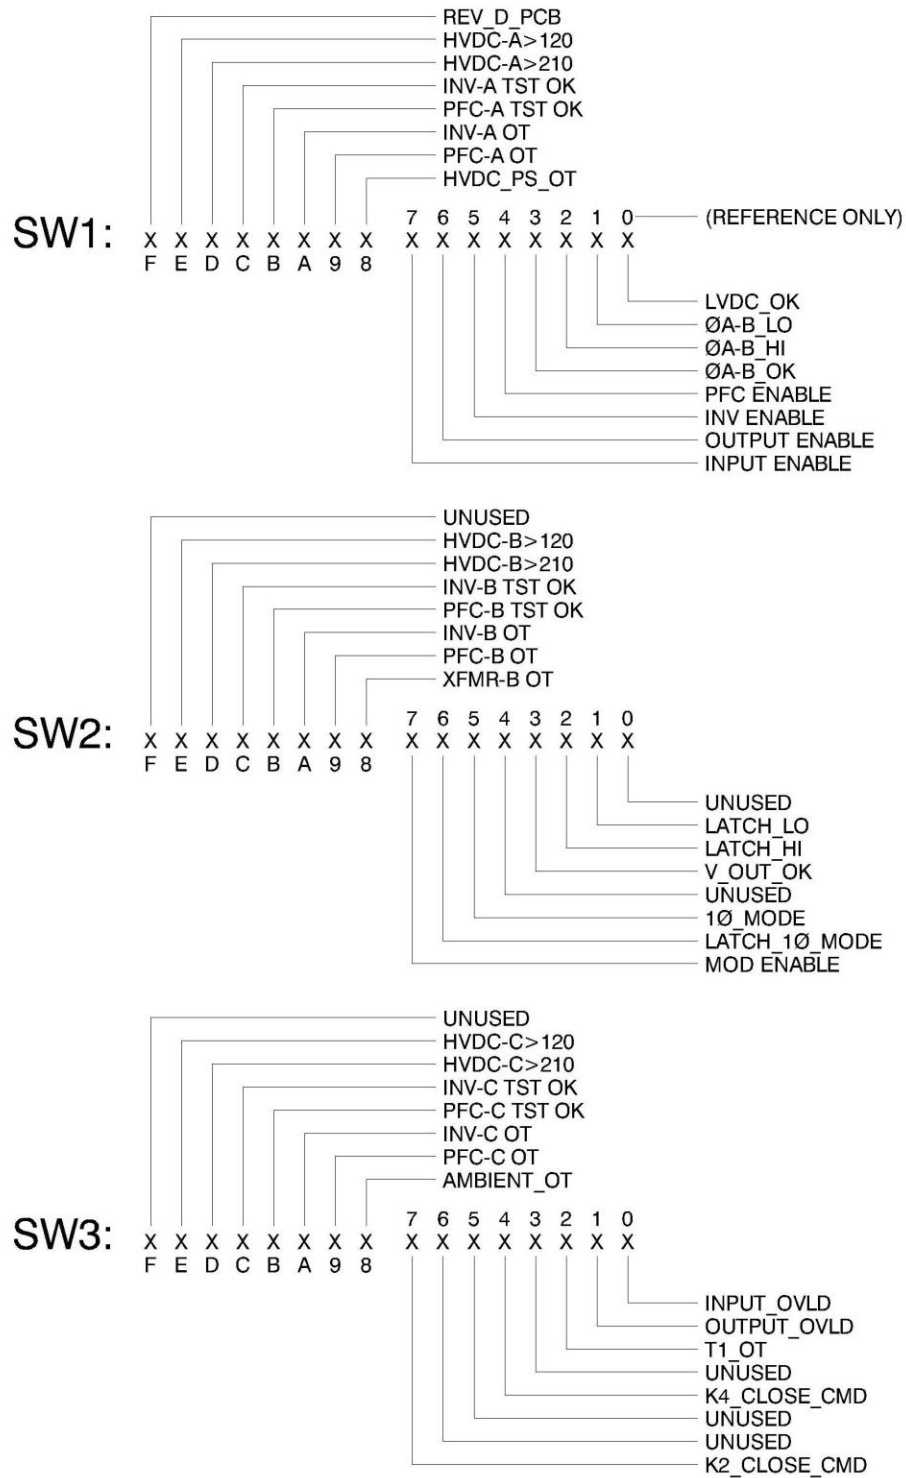 REV_D_PCB
HVDC-A>120
HVDC-A>210
INV-A TST OK
PFC-A TST OK
INV-A OT
PFC-A OT
HVDC_PS_OT
7 6 5 4 3 2 1 0 (REFERENCE ONLY)
SW1: X X X X X X X X X X X X X X X X
F E D C B A 9 8
LVDC_OK
ØA-B_LO
ØA-B_HI
ØA-B_OK
PFC ENABLE
INV ENABLE
OUTPUT ENABLE
INPUT ENABLE
UNUSED
HVDC-B>120
HVDC-B>210
INV-B TST OK
PFC-B TST OK
INV-B OT
PFC-B OT
XFMR-B OT
7 6 5 4 3 2 1 0
SW2: X X X X X X X X X X X X X X X X
F E D C B A 9 8
UNUSED
LATCH_LO
LATCH_HI
V_OUT_OK
UNUSED
1Ø_MODE
LATCH_1Ø_MODE
MOD ENABLE
UNUSED
HVDC-C>120
HVDC-C>210
INV-C TST OK
PFC-C TST OK
INV-C OT
PFC-C OT
AMBIENT_OT
7 6 5 4 3 2 1 0
SW3: X X X X X X X X X X X X X X X X
F E D C B A 9 8
INPUT_OVLD
OUTPUT_OVLD
T1_OT
UNUSED
K4_CLOSE_CMD
UNUSED
UNUSED
K2_CLOSE_CMD